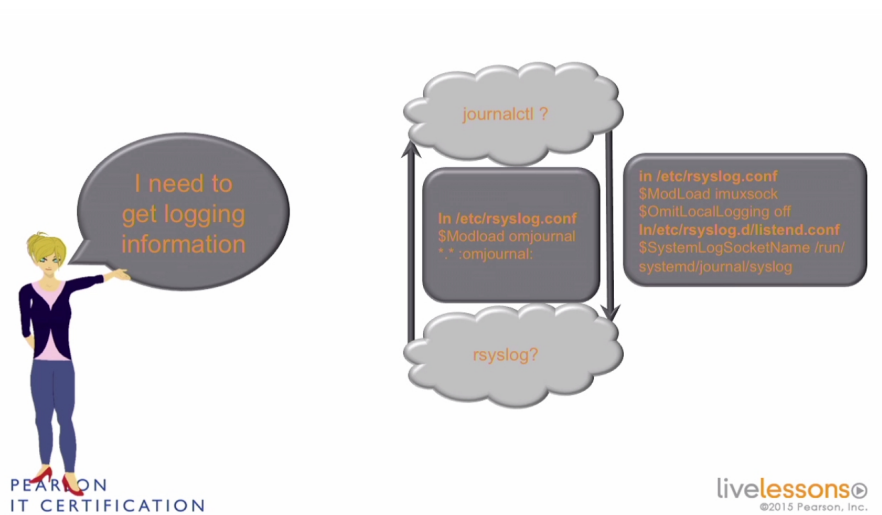 I need to
get logging
information
journalctl ?
In /etc/rsyslog.conf
$Modload omjournal
*.* :omjournal:
in /etc/rsyslog.conf
$ModLoad imuxsock
$OmitLocalLogging off
In/etc/rsyslog.d/listend.conf
$SystemLogSocketName /run/
systemd/journal/syslog
rsyslog?
PEARSON
IT CERTIFICATION
livelessons
©2015 Pearson, Inc.